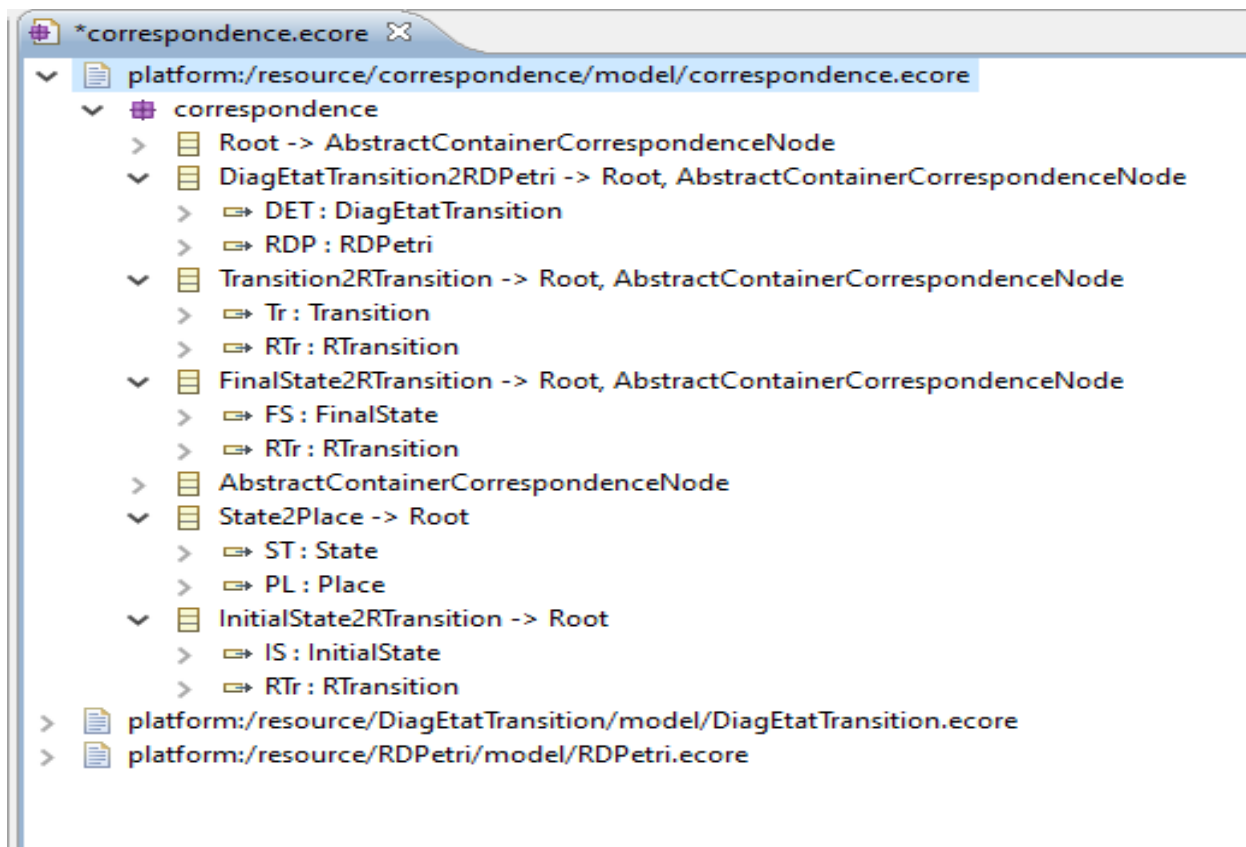 *correspondence.ecore
platform:/resource/correspondence/model/correspondence.ecore
correspondence
Root -> AbstractContainerCorrespondenceNode
DiagEtatTransition2RDPetri -> Root, AbstractContainerCorrespondenceNode
DET : DiagEtatTransition
RDP : RDPetri
Transition2RTransition -> Root, AbstractContainerCorrespondenceNode
Tr : Transition
RTr : RTransition
FinalState2RTransition -> Root, AbstractContainerCorrespondenceNode
FS : FinalState
RTr : RTransition
AbstractContainerCorrespondenceNode
State2Place -> Root
ST : State
PL : Place
InitialState2RTransition -> Root
IS : InitialState
RTr : RTransition
platform:/resource/DiagEtatTransition/model/DiagEtatTransition.ecore
platform:/resource/RDPetri/model/RDPetri.ecore